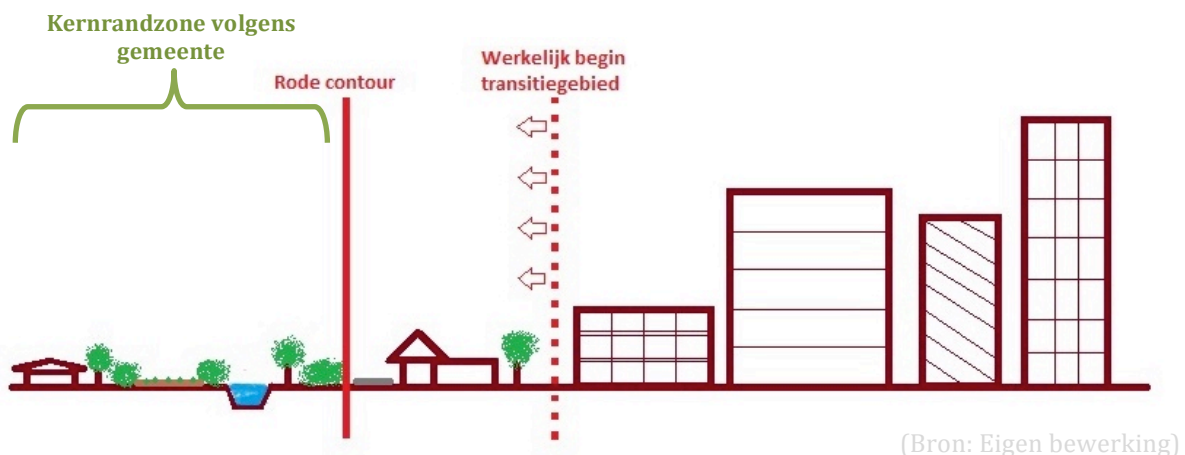 Kernrandzone volgens
gemeente
Rode contour
Werkelijk begin
transitiegebied
(Bron: Eigen bewerking)